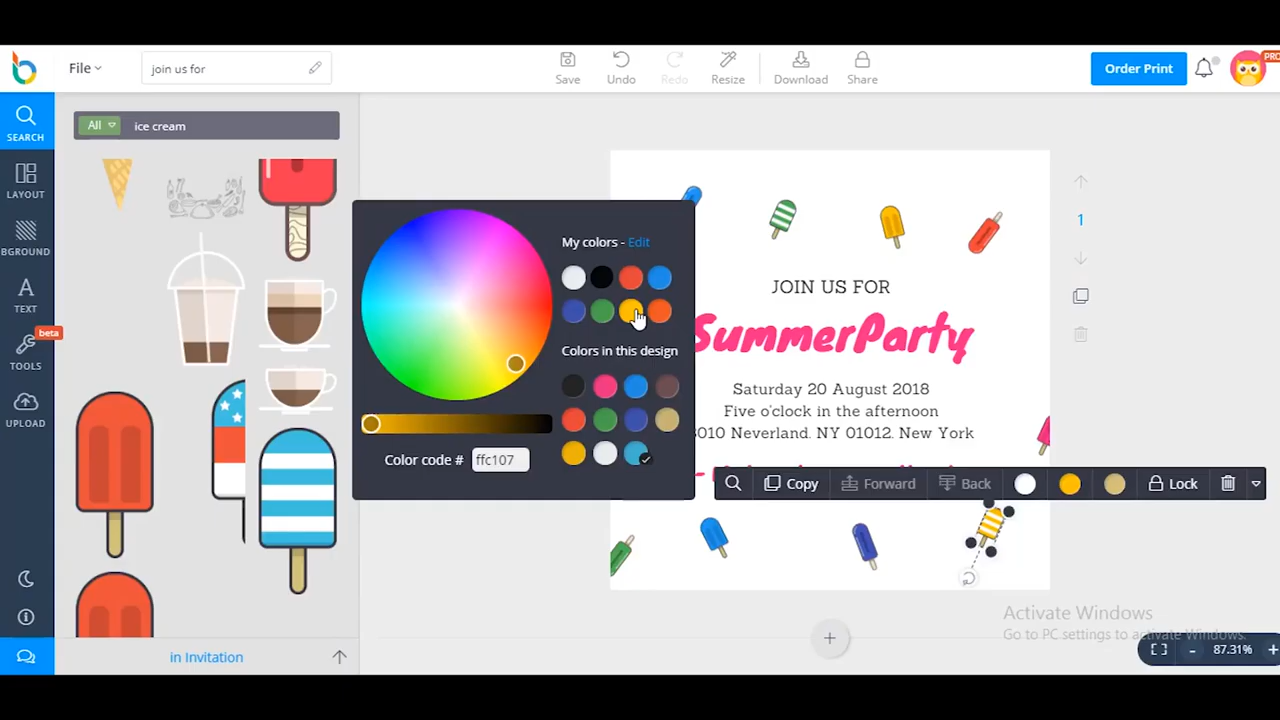 File
join us for
Save
Undo
Redo
Resize
Download
Share
Order Print
PRO
SEARCH
LAYOUT
BGROUND
TEXT
beta
TOOLS
UPLOAD
All
ice cream
in Invitation
My colors - Edit
Colors in this design
Color code #
ffc107
JOIN US FOR
SummerParty
Saturday 20 August 2018
Five o'clock in the afternoon
3010 Neverland. NY 01012. New York
1
Copy
Forward
Back
Lock
Activate Windows
Go to PC settings to activate Windows.
- 87.31% +